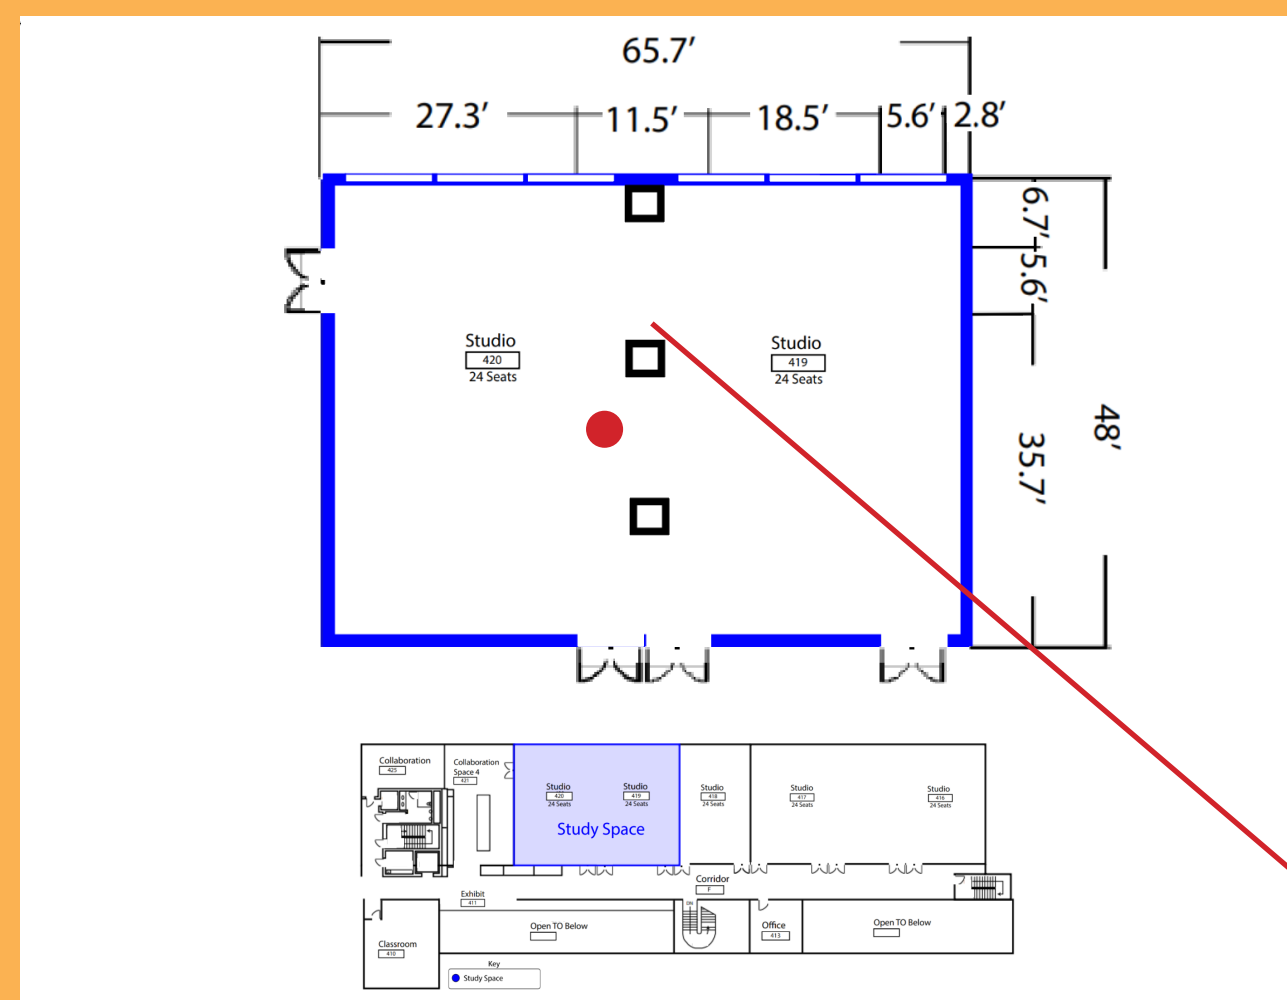 65.7′
27.3′
11.5′
18.5′
5.6′
2.8′
6.7′
5.6′
35.7′
48′
Studio
420
24 Seats
Studio
419
24 Seats
Collaboration
425
Collaboration
Space 4
421
Studio
420
24 Seats
Studio
419
24 Seats
Study Space
Studio
418
24 Seats
Studio
417
24 Seats
Studio
416
24 Seats
Corridor
F
Exhibit
411
Open TO Below
DN
Office
413
Open TO Below
Classroom
410
Key
Study Space